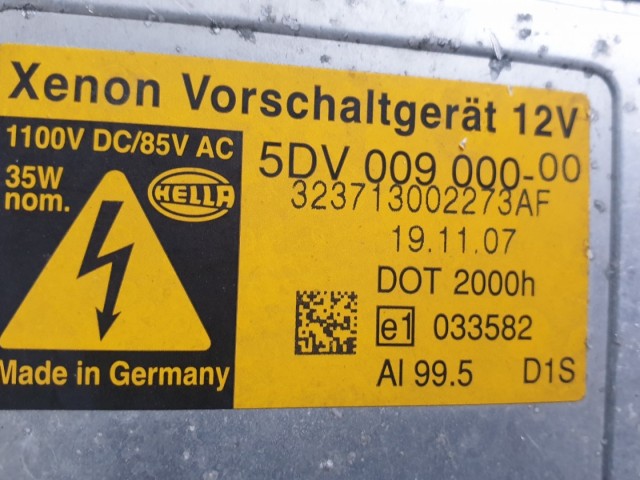 Xenon Vorschaltgerät 12V
1100V DC/85V AC
35W
nom.
HELLA
Made in Germany
5DV 009 000-00
323713002273AF
19.11.07
DOT 2000h
e1 033582
Al 99.5 D1S